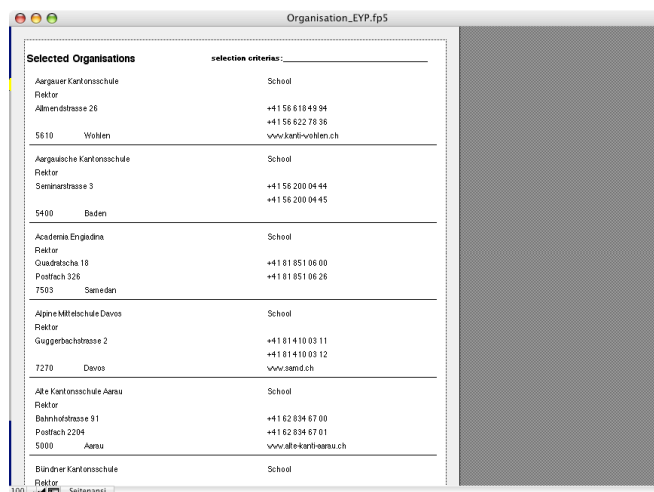 Organisation_EYP.fp5
Selected Organisations selection criterias:
Aargauer Kantonsschule School
Rektor
Allmendstrasse 26 +41 56 618 49 94
+41 56 622 78 36
5610 Wohlen www.kanti-wohlen.ch
Aargauische Kantonsschule School
Rektor
Seminarstrasse 3 +41 56 200 04 44
+41 56 200 04 45
5400 Baden
Academia Engiadina School
Rektor
Quadratscha 18 +41 81 851 06 00
Postfach 326 +41 81 851 06 26
7503 Samedan
Alpine Mittelschule Davos School
Rektor
Guggerbachstrasse 2 +41 81 410 03 11
+41 81 410 03 12
7270 Davos www.samd.ch
Alte Kantonsschule Aarau School
Rektor
Bahnhofstrasse 91 +41 62 834 67 00
Postfach 2204 +41 62 834 67 01
5000 Aarau www.alte-kanti-aarau.ch
Bündner Kantonsschule School
Rektor
100 Seitenansi